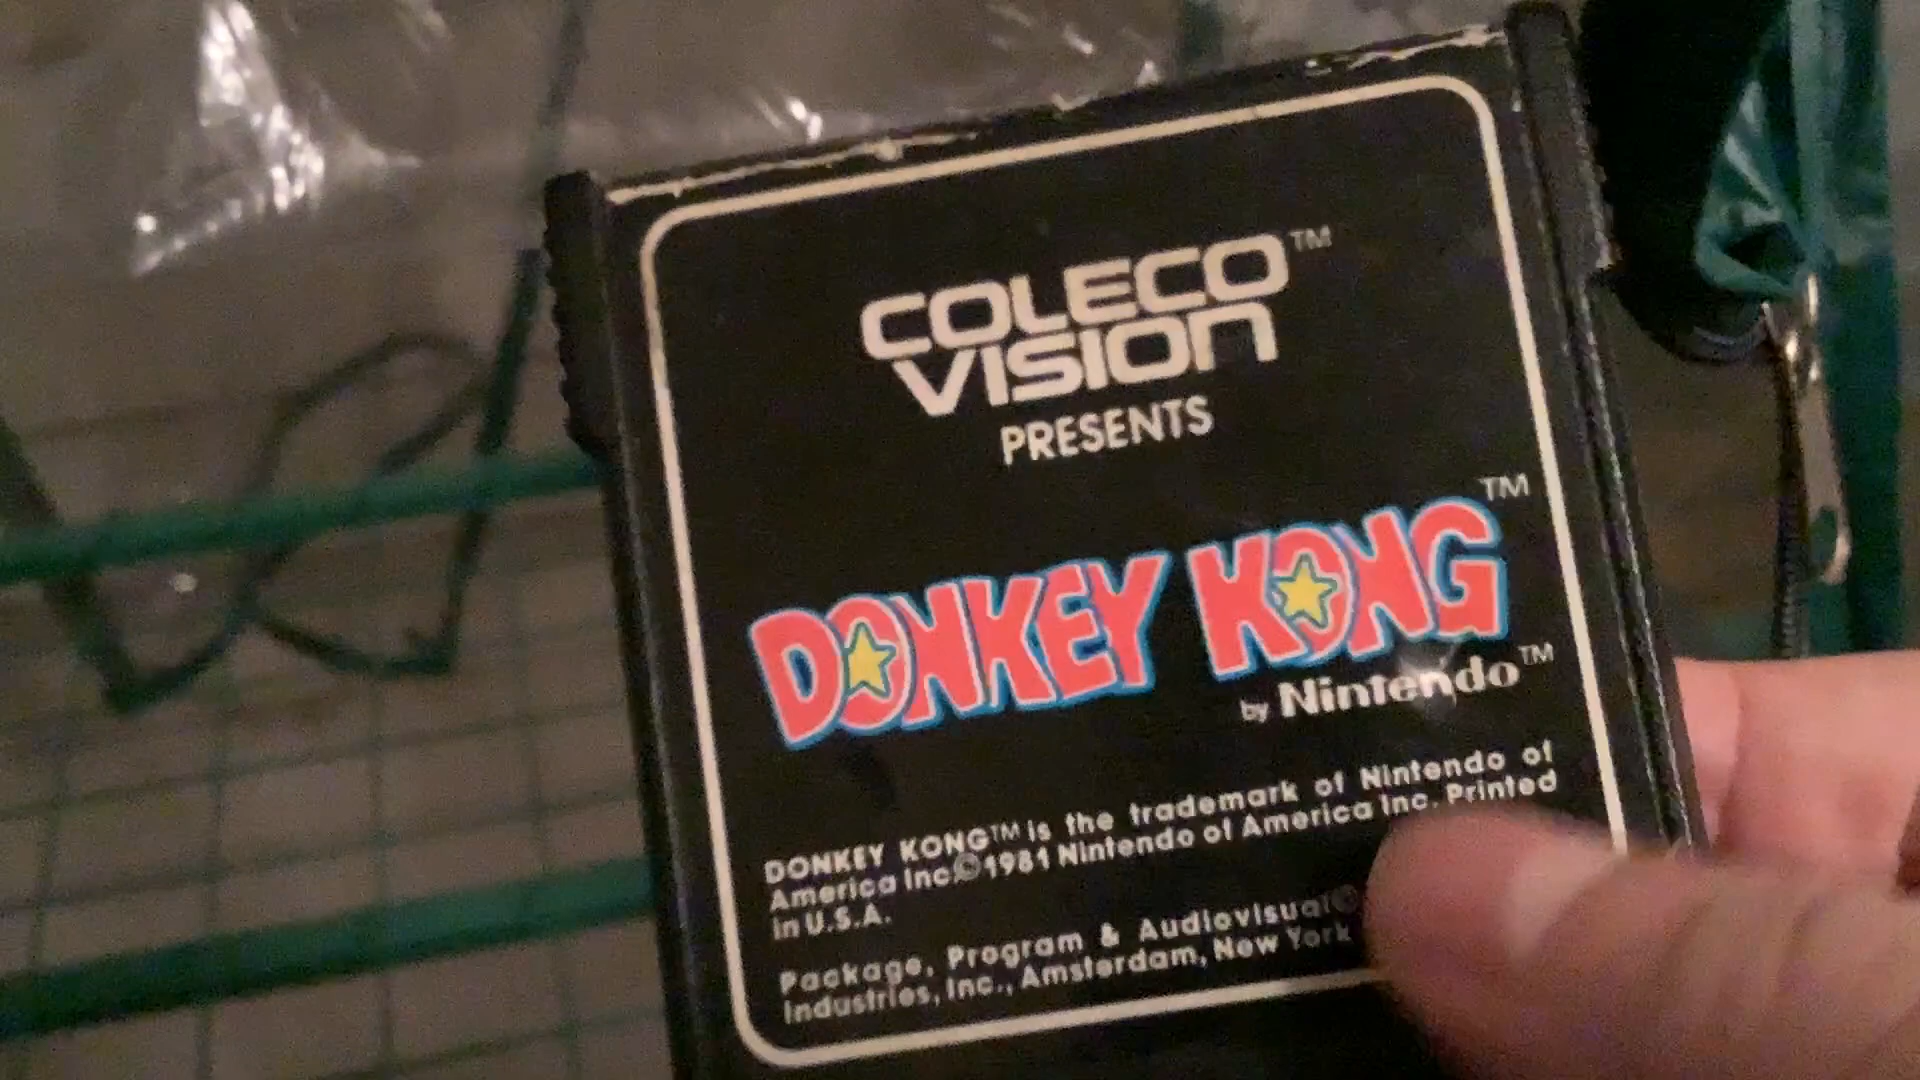 COLECO™
VISION
PRESENTS
DONKEY KONG™
by Nintendo™
DONKEY KONG™ is the trademark of Nintendo of
America Inc.©1981 Nintendo of America Inc. Printed
in U.S.A.
Package, Program & Audiovisual©
Industries, Inc., Amsterdam, New York